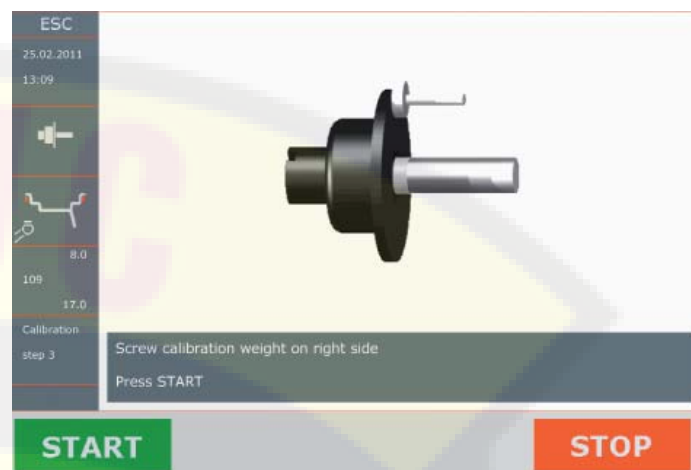 ESC
25.02.2011
13:09
8.0
109
17.0
Calibration
step 3
Screw calibration weight on right side
Press START
START
STOP